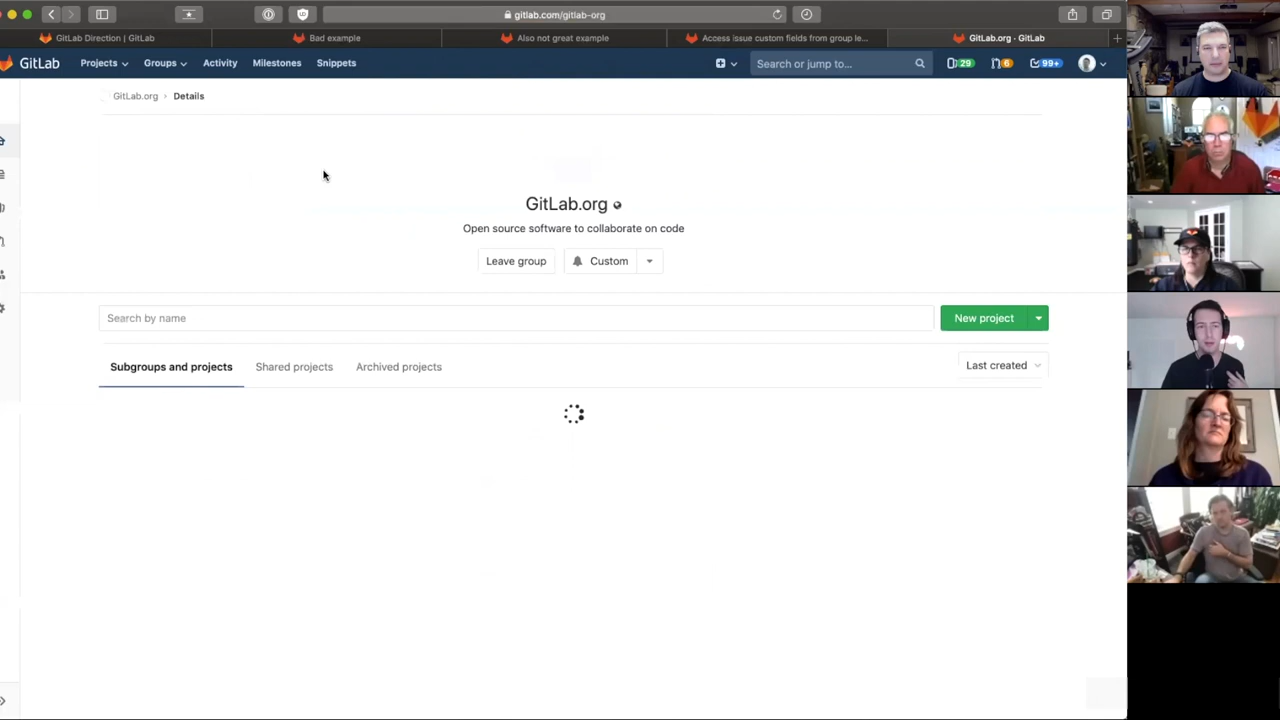 gitlab.com/gitlab-org
GitLab Direction | GitLab
Bad example
Also not great example
Access issue custom fields from group le...
GitLab.org · GitLab
GitLab
Projects
Groups
Activity
Milestones
Snippets
Search or jump to...
29
6
99+
GitLab.org › Details
GitLab.org
Open source software to collaborate on code
Leave group
Custom
Search by name
New project
Subgroups and projects
Shared projects
Archived projects
Last created